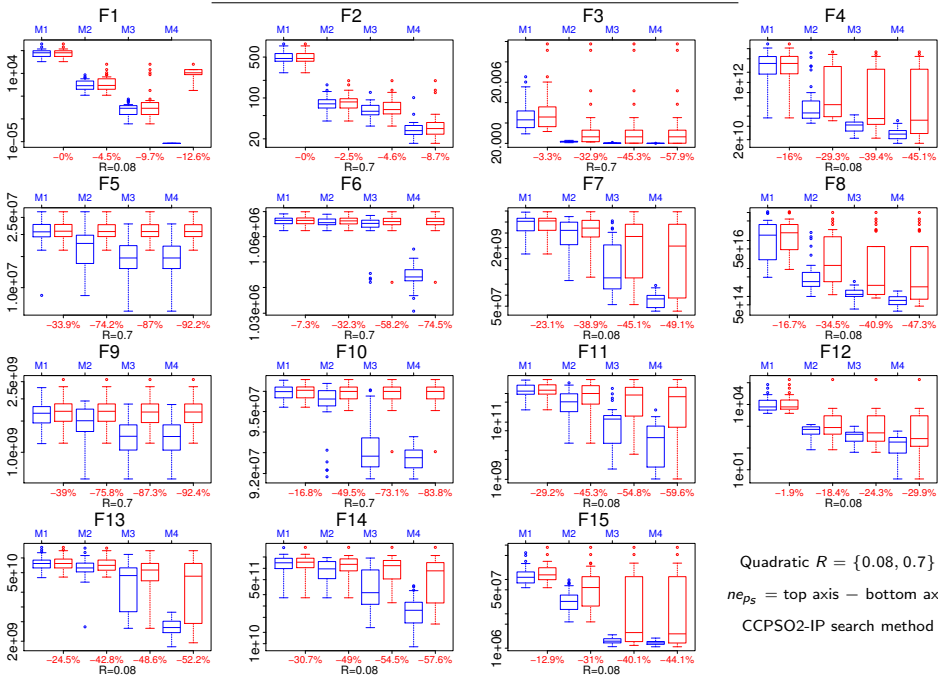 F1 F2 F3 F4
M1 M2 M3 M4 M1 M2 M3 M4 M1 M2 M3 M4 M1 M2 M3 M4
1e+04 1e−05 500 100 20 20.006 20.000 1e+12 2e+10
−0% −4.5% −9.7% −12.6% −0% −2.5% −4.6% −8.7% −3.3% −32.9% −45.3% −57.9% −16% −29.3% −39.4% −45.1%
R=0.08 R=0.7 R=0.7 R=0.08
F5 F6 F7 F8
M1 M2 M3 M4 M1 M2 M3 M4 M1 M2 M3 M4 M1 M2 M3 M4
2.5e+07 1.0e+07 1.06e+06 1.06e+06 1.03e+06 2e+09 5e+07 5e+16 5e+14
−33.9% −74.2% −87% −92.2% −7.3% −32.3% −58.2% −74.5% −23.1% −38.9% −45.1% −49.1% −16.7% −34.5% −40.9% −47.3%
R=0.7 R=0.7 R=0.08 R=0.08
F9 F10 F11 F12
M1 M2 M3 M4 M1 M2 M3 M4 M1 M2 M3 M4 M1 M2 M3 M4
2.5e+09 1.0e+09 9.5e+07 9.5e+07 9.2e+07 1e+11 1e+09 1e+04 1e+01
−39% −75.8% −87.3% −92.4% −16.8% −49.5% −73.1% −83.8% −29.2% −45.3% −54.8% −59.6% −1.9% −18.4% −24.3% −29.9%
R=0.7 R=0.7 R=0.08 R=0.08
F13 F14 F15
M1 M2 M3 M4 M1 M2 M3 M4 M1 M2 M3 M4
5e+10 2e+09 5e+11 1e+10 5e+07 1e+06
−24.5% −42.8% −48.6% −52.2% −30.7% −49% −54.5% −57.6% −12.9% −31% −40.1% −44.1%
R=0.08 R=0.08 R=0.08
Quadratic R = {0.08, 0.7}
ne_ps = top axis − bottom ax
CCPSO2-IP search method